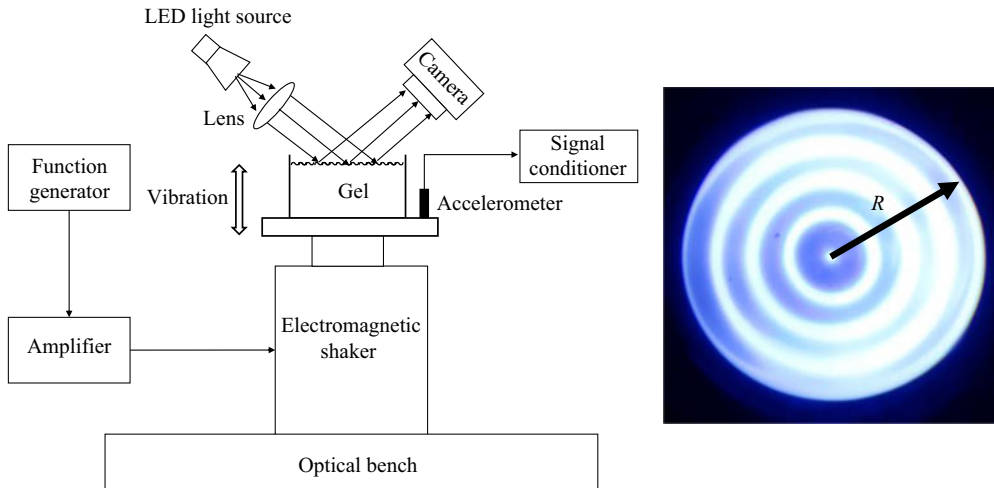 LED light source
Camera
Lens
Signal
conditioner
Function
generator
Vibration
Gel
Accelerometer
R
Electromagnetic
shaker
Amplifier
Optical bench